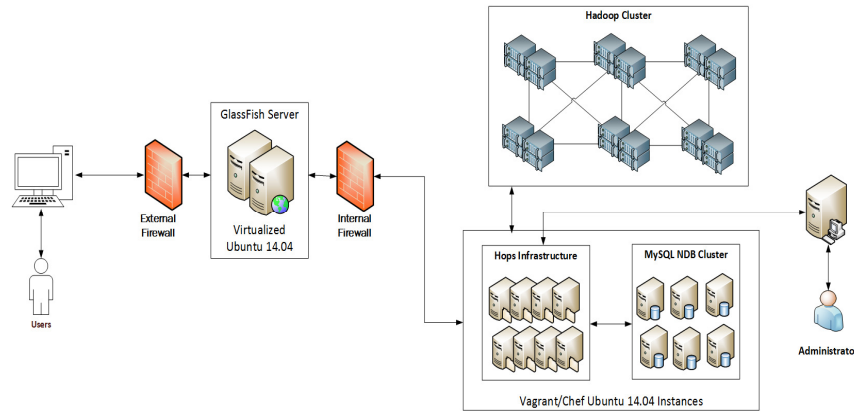 Hadoop Cluster
GlassFish Server
External
Firewall
Virtualized
Ubuntu 14.04
Internal
Firewall
Users
Hops Infrastructure
MySQL NDB Cluster
Administrato
Vagrant/Chef Ubuntu 14.04 Instances